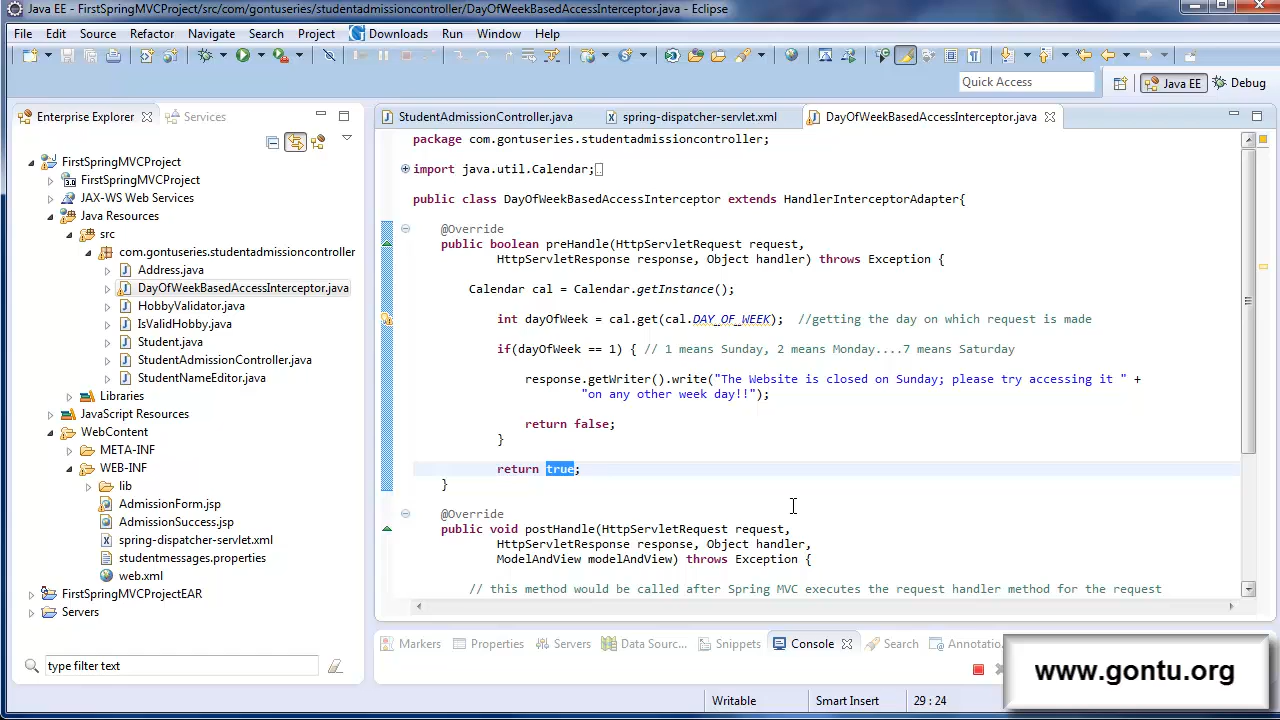 Java EE - FirstSpringMVCProject/src/com/gontuseries/studentadmissioncontroller/DayOfWeekBasedAccessInterceptor.java - Eclipse
File Edit Source Refactor Navigate Search Project Downloads Run Window Help
Quick Access
Java EE
Debug
Enterprise Explorer
Services
FirstSpringMVCProject
FirstSpringMVCProject
JAX-WS Web Services
Java Resources
src
com.gontuseries.studentadmissioncontroller
Address.java
DayOfWeekBasedAccessInterceptor.java
HobbyValidator.java
IsValidHobby.java
Student.java
StudentAdmissionController.java
StudentNameEditor.java
Libraries
JavaScript Resources
WebContent
META-INF
WEB-INF
lib
AdmissionForm.jsp
AdmissionSuccess.jsp
spring-dispatcher-servlet.xml
studentmessages.properties
web.xml
FirstSpringMVCProjectEAR
Servers
type filter text
StudentAdmissionController.java
spring-dispatcher-servlet.xml
DayOfWeekBasedAccessInterceptor.java
package com.gontuseries.studentadmissioncontroller;
import java.util.Calendar;
public class DayOfWeekBasedAccessInterceptor extends HandlerInterceptorAdapter{
@Override
public boolean preHandle(HttpServletRequest request,
HttpServletResponse response, Object handler) throws Exception {
Calendar cal = Calendar.getInstance();
int dayOfWeek = cal.get(cal.DAY_OF_WEEK); //getting the day on which request is made
if(dayOfWeek == 1) { // 1 means Sunday, 2 means Monday....7 means Saturday
response.getWriter().write("The Website is closed on Sunday; please try accessing it " +
"on any other week day!!");
return false;
}
return true;
}
@Override
public void postHandle(HttpServletRequest request,
HttpServletResponse response, Object handler,
ModelAndView modelAndView) throws Exception {
// this method would be called after Spring MVC executes the request handler method for the request
Markers Properties Servers Data Sourc... Snippets Console Search Annotatio
www.gontu.org
Writable
Smart Insert
29 : 24